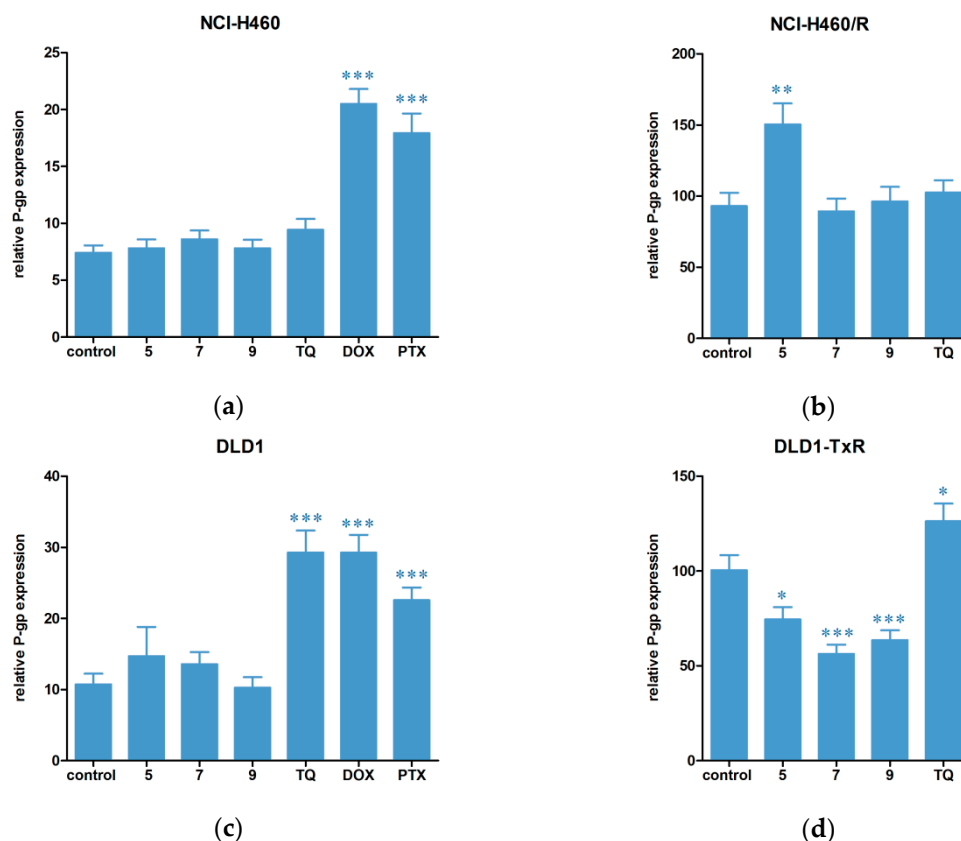 NCI-H460
relative P-gp expression
25
20
15
10
5
0
***
***
control 5 7 9 TQ DOX PTX
(a)
NCI-H460/R
relative P-gp expression
200
150
100
50
0
**
control 5 7 9 TQ
(b)
DLD1
relative P-gp expression
40
30
20
10
0
*** ***
***
control 5 7 9 TQ DOX PTX
(c)
DLD1-TxR
relative P-gp expression
150
100
50
0
*
*
***
***
control 5 7 9 TQ
(d)